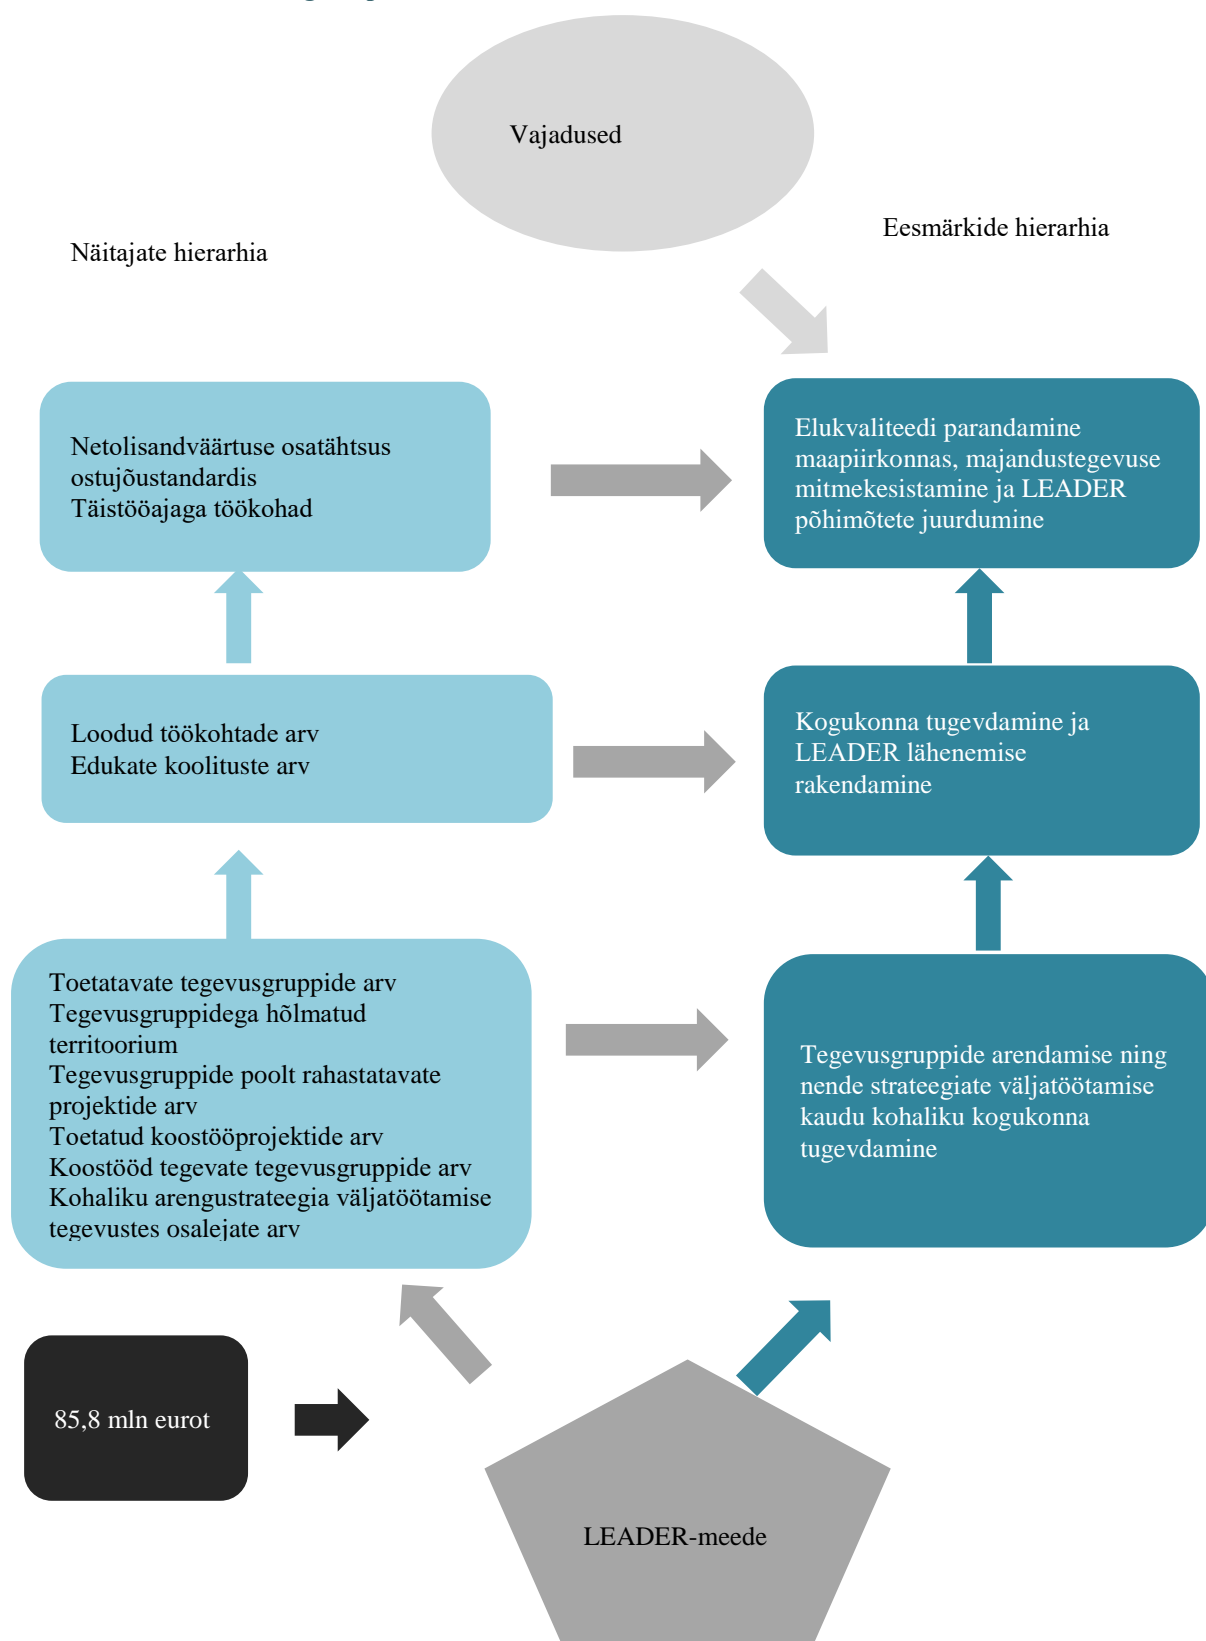 Vajadused
Eesmärkide hierarhia
Näitajate hierarhia
Netolisandväärtuse osatähtsus
ostujõustandardis
Täistööajaga töökohad
Elukvaliteedi parandamine
maapiirkonnas, majandustegevuse
mitmekesistamine ja LEADER
põhimõtete juurdumine
Loodud töökohtade arv
Edukate koolituste arv
Kogukonna tugevdamine ja
LEADER lähenemise
rakendamine
Toetatavate tegevusgruppide arv
Tegevusgruppidega hõlmatud
territoorium
Tegevusgruppide poolt rahastatavate
projektide arv
Toetatud koostööprojektide arv
Koostööd tegevate tegevusgruppide arv
Kohaliku arengustrateegia väljatöötamise
tegevustes osalejate arv
Tegevusgruppide arendamise ning
nende strateegiate väljatöötamise
kaudu kohaliku kogukonna
tugevdamine
85,8 mln eurot
LEADER-meede